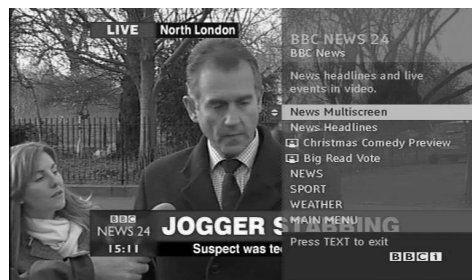 LIVE North London
BBC NEWS 24
BBC News
News headlines and live
events in video.
News Multiscreen
News Headlines
Christmas Comedy Preview
Big Read Vote
NEWS
SPORT
WEATHER
MAIN MENU
Press TEXT to exit
BBCi
BBC
NEWS 24
15:11
JOGGER STABBING
Suspect was te